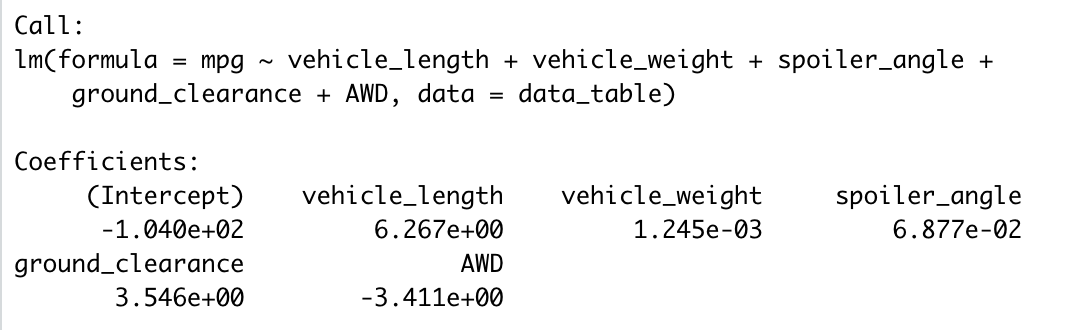 Call:
lm(formula = mpg ~ vehicle_length + vehicle_weight + spoiler_angle +
    ground_clearance + AWD, data = data_table)

Coefficients:
     (Intercept)    vehicle_length    vehicle_weight     spoiler_angle
      -1.040e+02         6.267e+00         1.245e-03         6.877e-02
ground_clearance               AWD
       3.546e+00        -3.411e+00